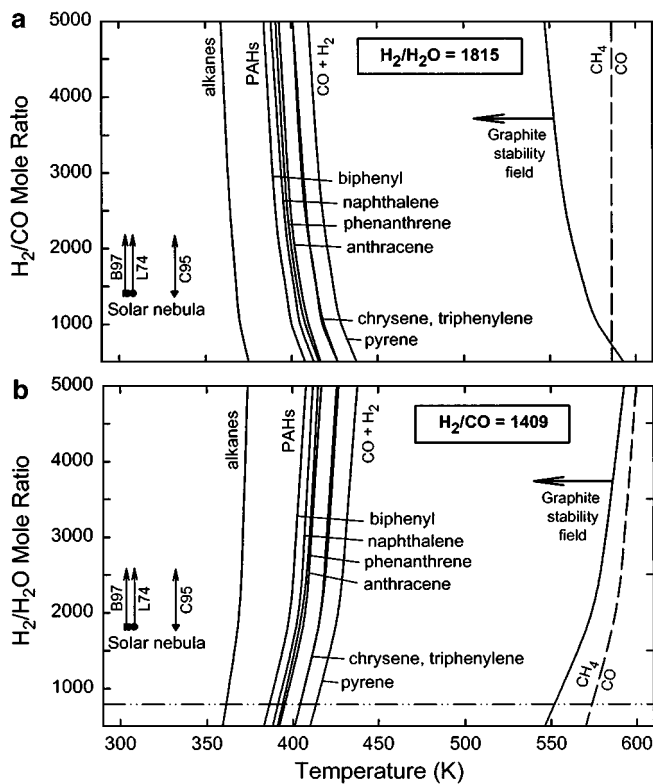 a
H₂/CO Mole Ratio
5000
4000
3000
2000
1000
alkanes
PAHs
CO + H₂
H₂/H₂O = 1815
CH₄
CO
Graphite
stability
field
biphenyl
naphthalene
phenanthrene
anthracene
chrysene, triphenylene
pyrene
B97
L74
C95
Solar nebula
b
H₂/H₂O Mole Ratio
5000
4000
3000
2000
1000
alkanes
PAHs
CO + H₂
H₂/CO = 1409
Graphite
stability
field
biphenyl
naphthalene
phenanthrene
anthracene
chrysene, triphenylene
pyrene
CH₄
CO
B97
L74
C95
Solar nebula
300 350 400 450 500 550 600
Temperature (K)